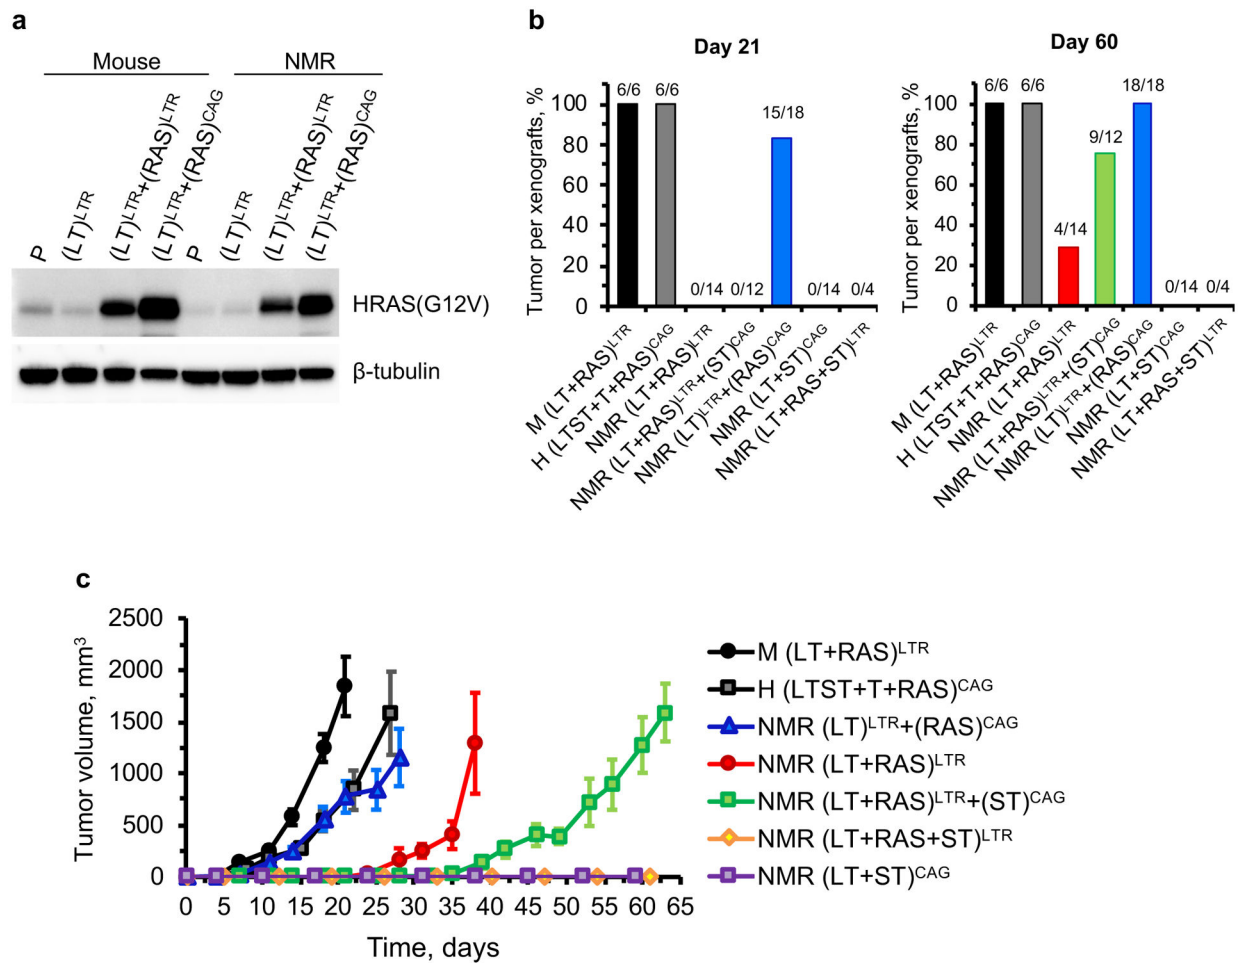 a
Mouse
NMR
P
(LT)LTR
(LT)LTR+(RAS)LTR
(LT)LTR+(RAS)CAG
P
(LT)LTR
(LT)LTR+(RAS)LTR
(LT)LTR+(RAS)CAG
HRAS(G12V)
β-tubulin
b
Day 21
Tumor per xenografts, %
100
80
60
40
20
0
6/6
6/6
0/14
0/12
15/18
0/14
0/4
M (LT+RAS)LTR
H (LTST+T+RAS)CAG
NMR (LT+RAS)LTR
NMR (LT+RAS)LTR+(ST)CAG
NMR (LT)LTR+(RAS)CAG
NMR (LT+ST)CAG
NMR (LT+RAS+ST)LTR
Day 60
Tumor per xenografts, %
100
80
60
40
20
0
6/6
6/6
4/14
9/12
18/18
0/14
0/4
M (LT+RAS)LTR
H (LTST+T+RAS)CAG
NMR (LT+RAS)LTR
NMR (LT+RAS)LTR+(ST)CAG
NMR (LT)LTR+(RAS)CAG
NMR (LT+ST)CAG
NMR (LT+RAS+ST)LTR
c
Tumor volume, mm³
2500
2000
1500
1000
500
0
0 5 10 15 20 25 30 35 40 45 50 55 60 65
Time, days
M (LT+RAS)LTR
H (LTST+T+RAS)CAG
NMR (LT)LTR+(RAS)CAG
NMR (LT+RAS)LTR
NMR (LT+RAS)LTR+(ST)CAG
NMR (LT+RAS+ST)LTR
NMR (LT+ST)CAG